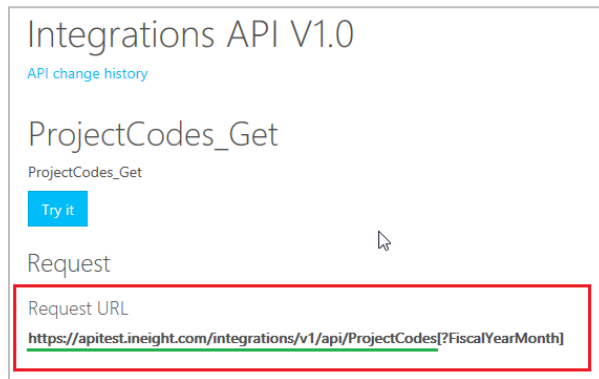 Integrations API V1.0
API change history
ProjectCodes_Get
ProjectCodes_Get
Try it
Request
Request URL
https://apitest.ineight.com/integrations/v1/api/ProjectCodes[?FiscalYearMonth]